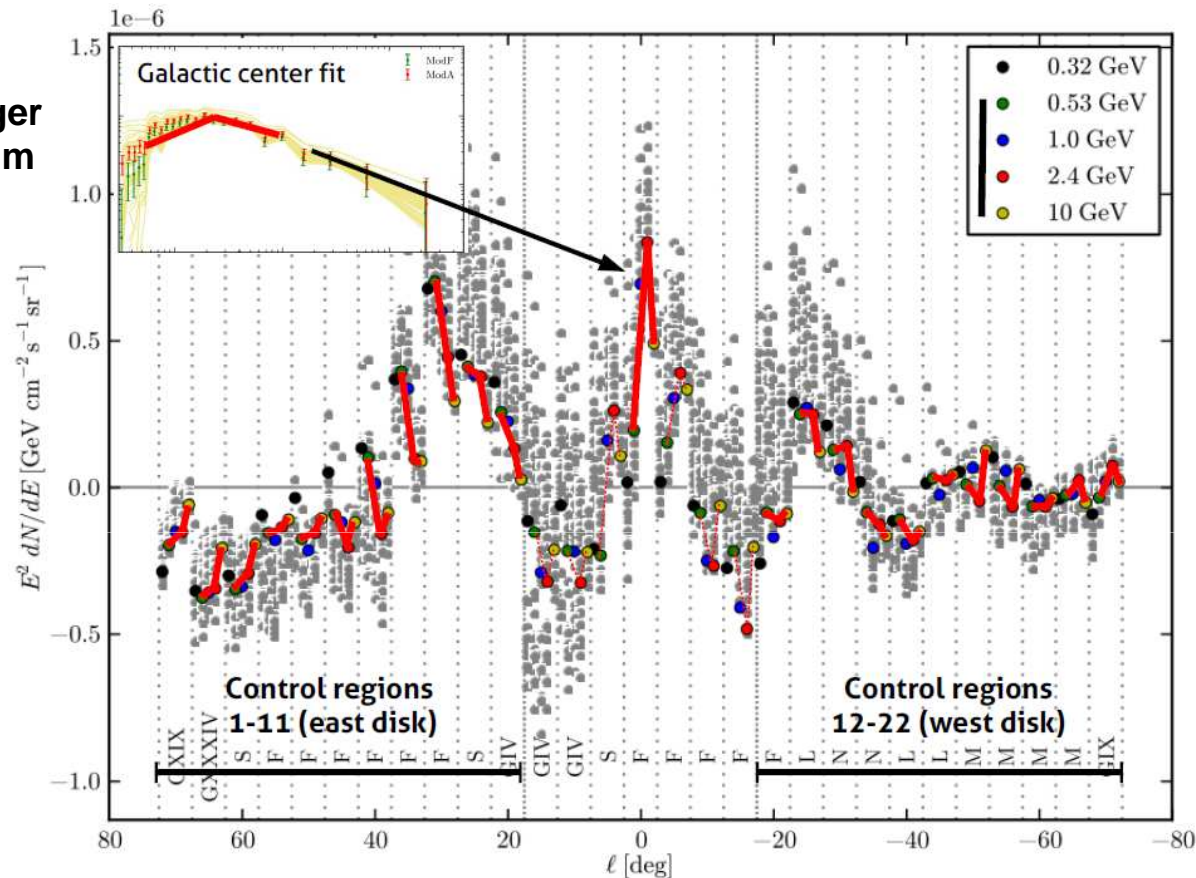 1e−6
ger
m
Galactic center fit
ModF
ModA
0.32 GeV
0.53 GeV
1.0 GeV
2.4 GeV
10 GeV
1.5
1.0
0.5
0.0
−0.5
−1.0
E² dN/dE [GeV cm⁻² s⁻¹ sr⁻¹]
Control regions
1-11 (east disk)
Control regions
12-22 (west disk)
GXIX
GXXXIV
S
F
F
F
F
F
F
S
GIV
GIV
GIV
S
F
F
F
F
F
L
N
N
L
L
M
M
M
M
GIX
80
60
40
20
0
−20
−40
−60
−80
ℓ [deg]